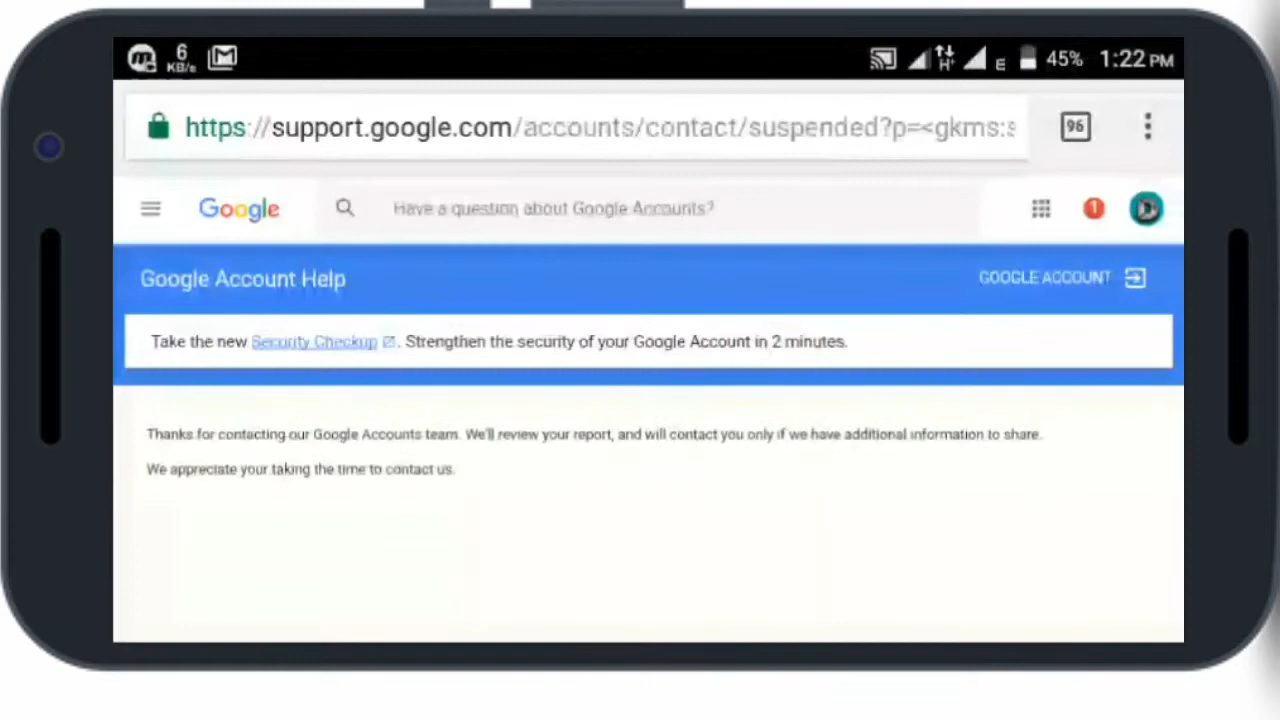 6
KB/s
H+
E
45%
1:22 PM
https://support.google.com/accounts/contact/suspended?p=<gkms:s
96
Google
Have a question about Google Accounts?
1
Google Account Help
GOOGLE ACCOUNT
Take the new Security Checkup. Strengthen the security of your Google Account in 2 minutes.
Thanks for contacting our Google Accounts team. We'll review your report, and will contact you only if we have additional information to share.
We appreciate your taking the time to contact us.